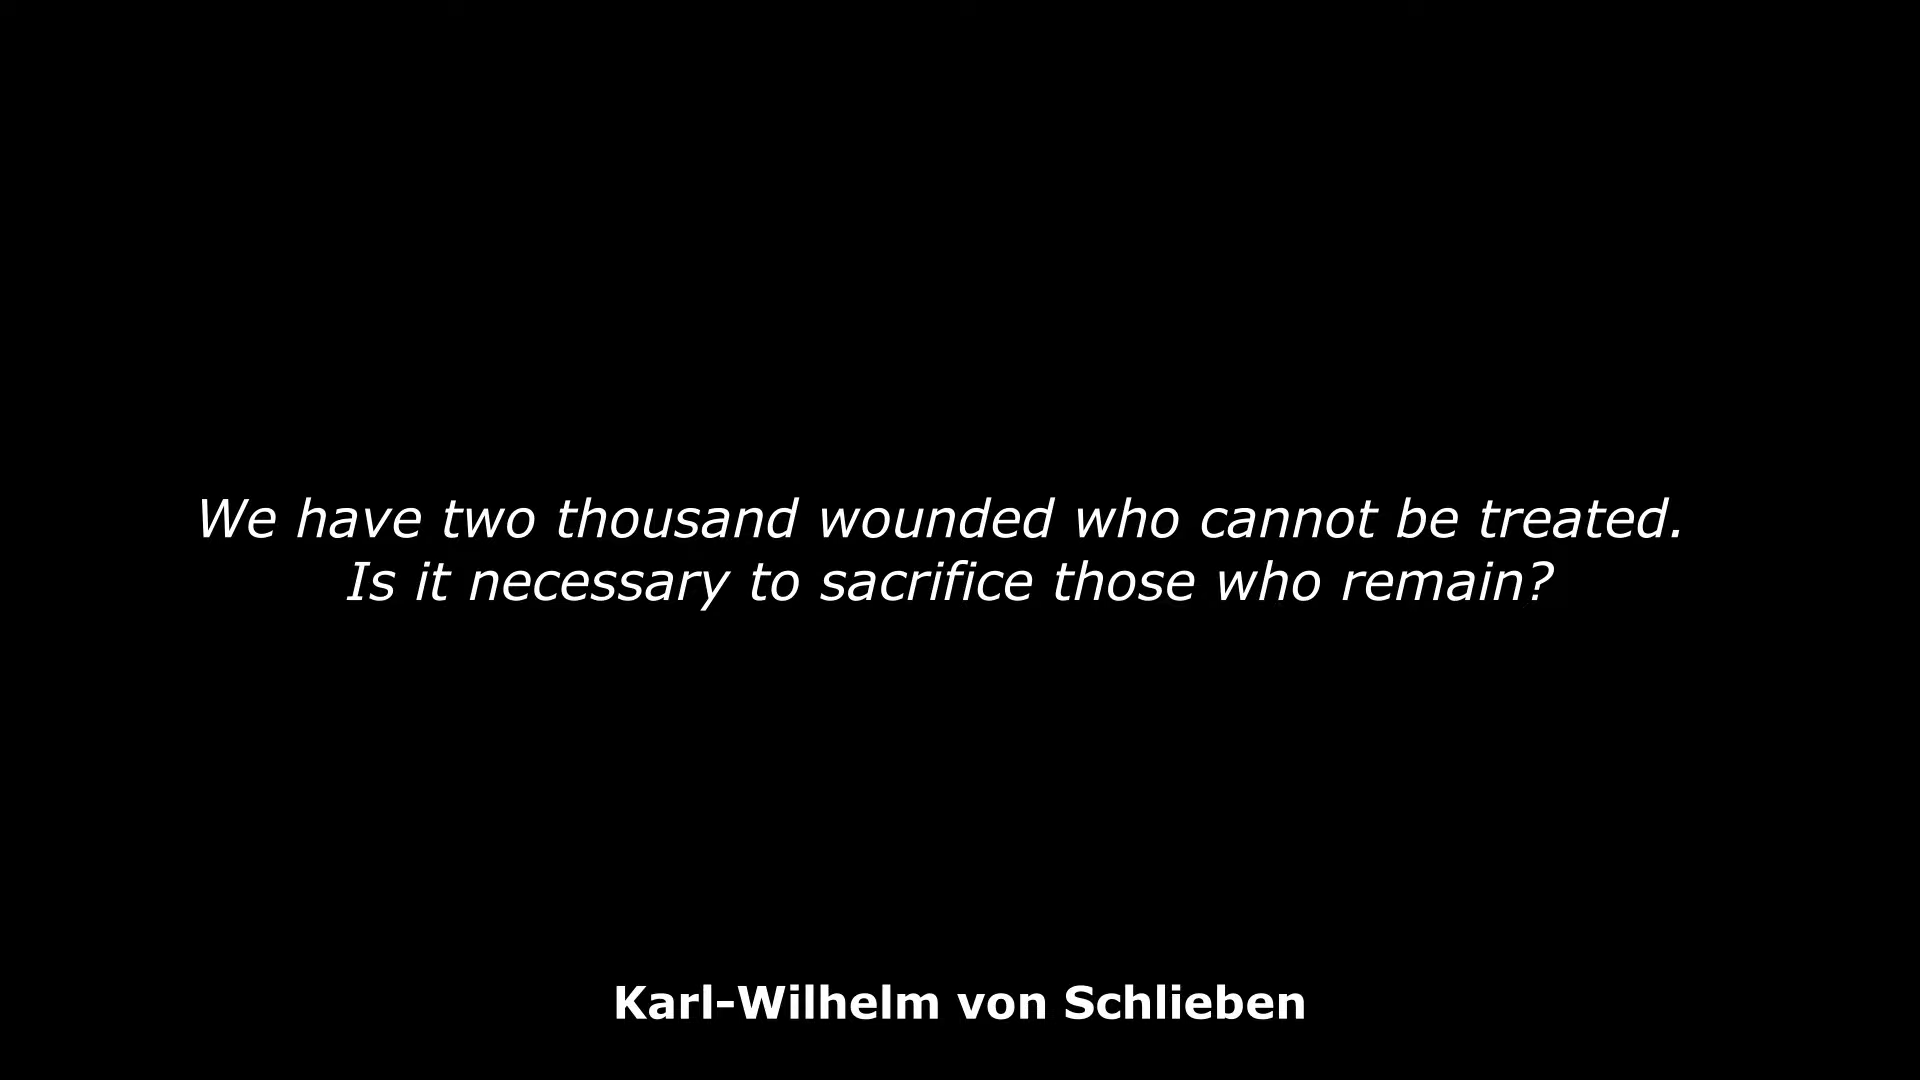 We have two thousand wounded who cannot be treated.
Is it necessary to sacrifice those who remain?
Karl-Wilhelm von Schlieben